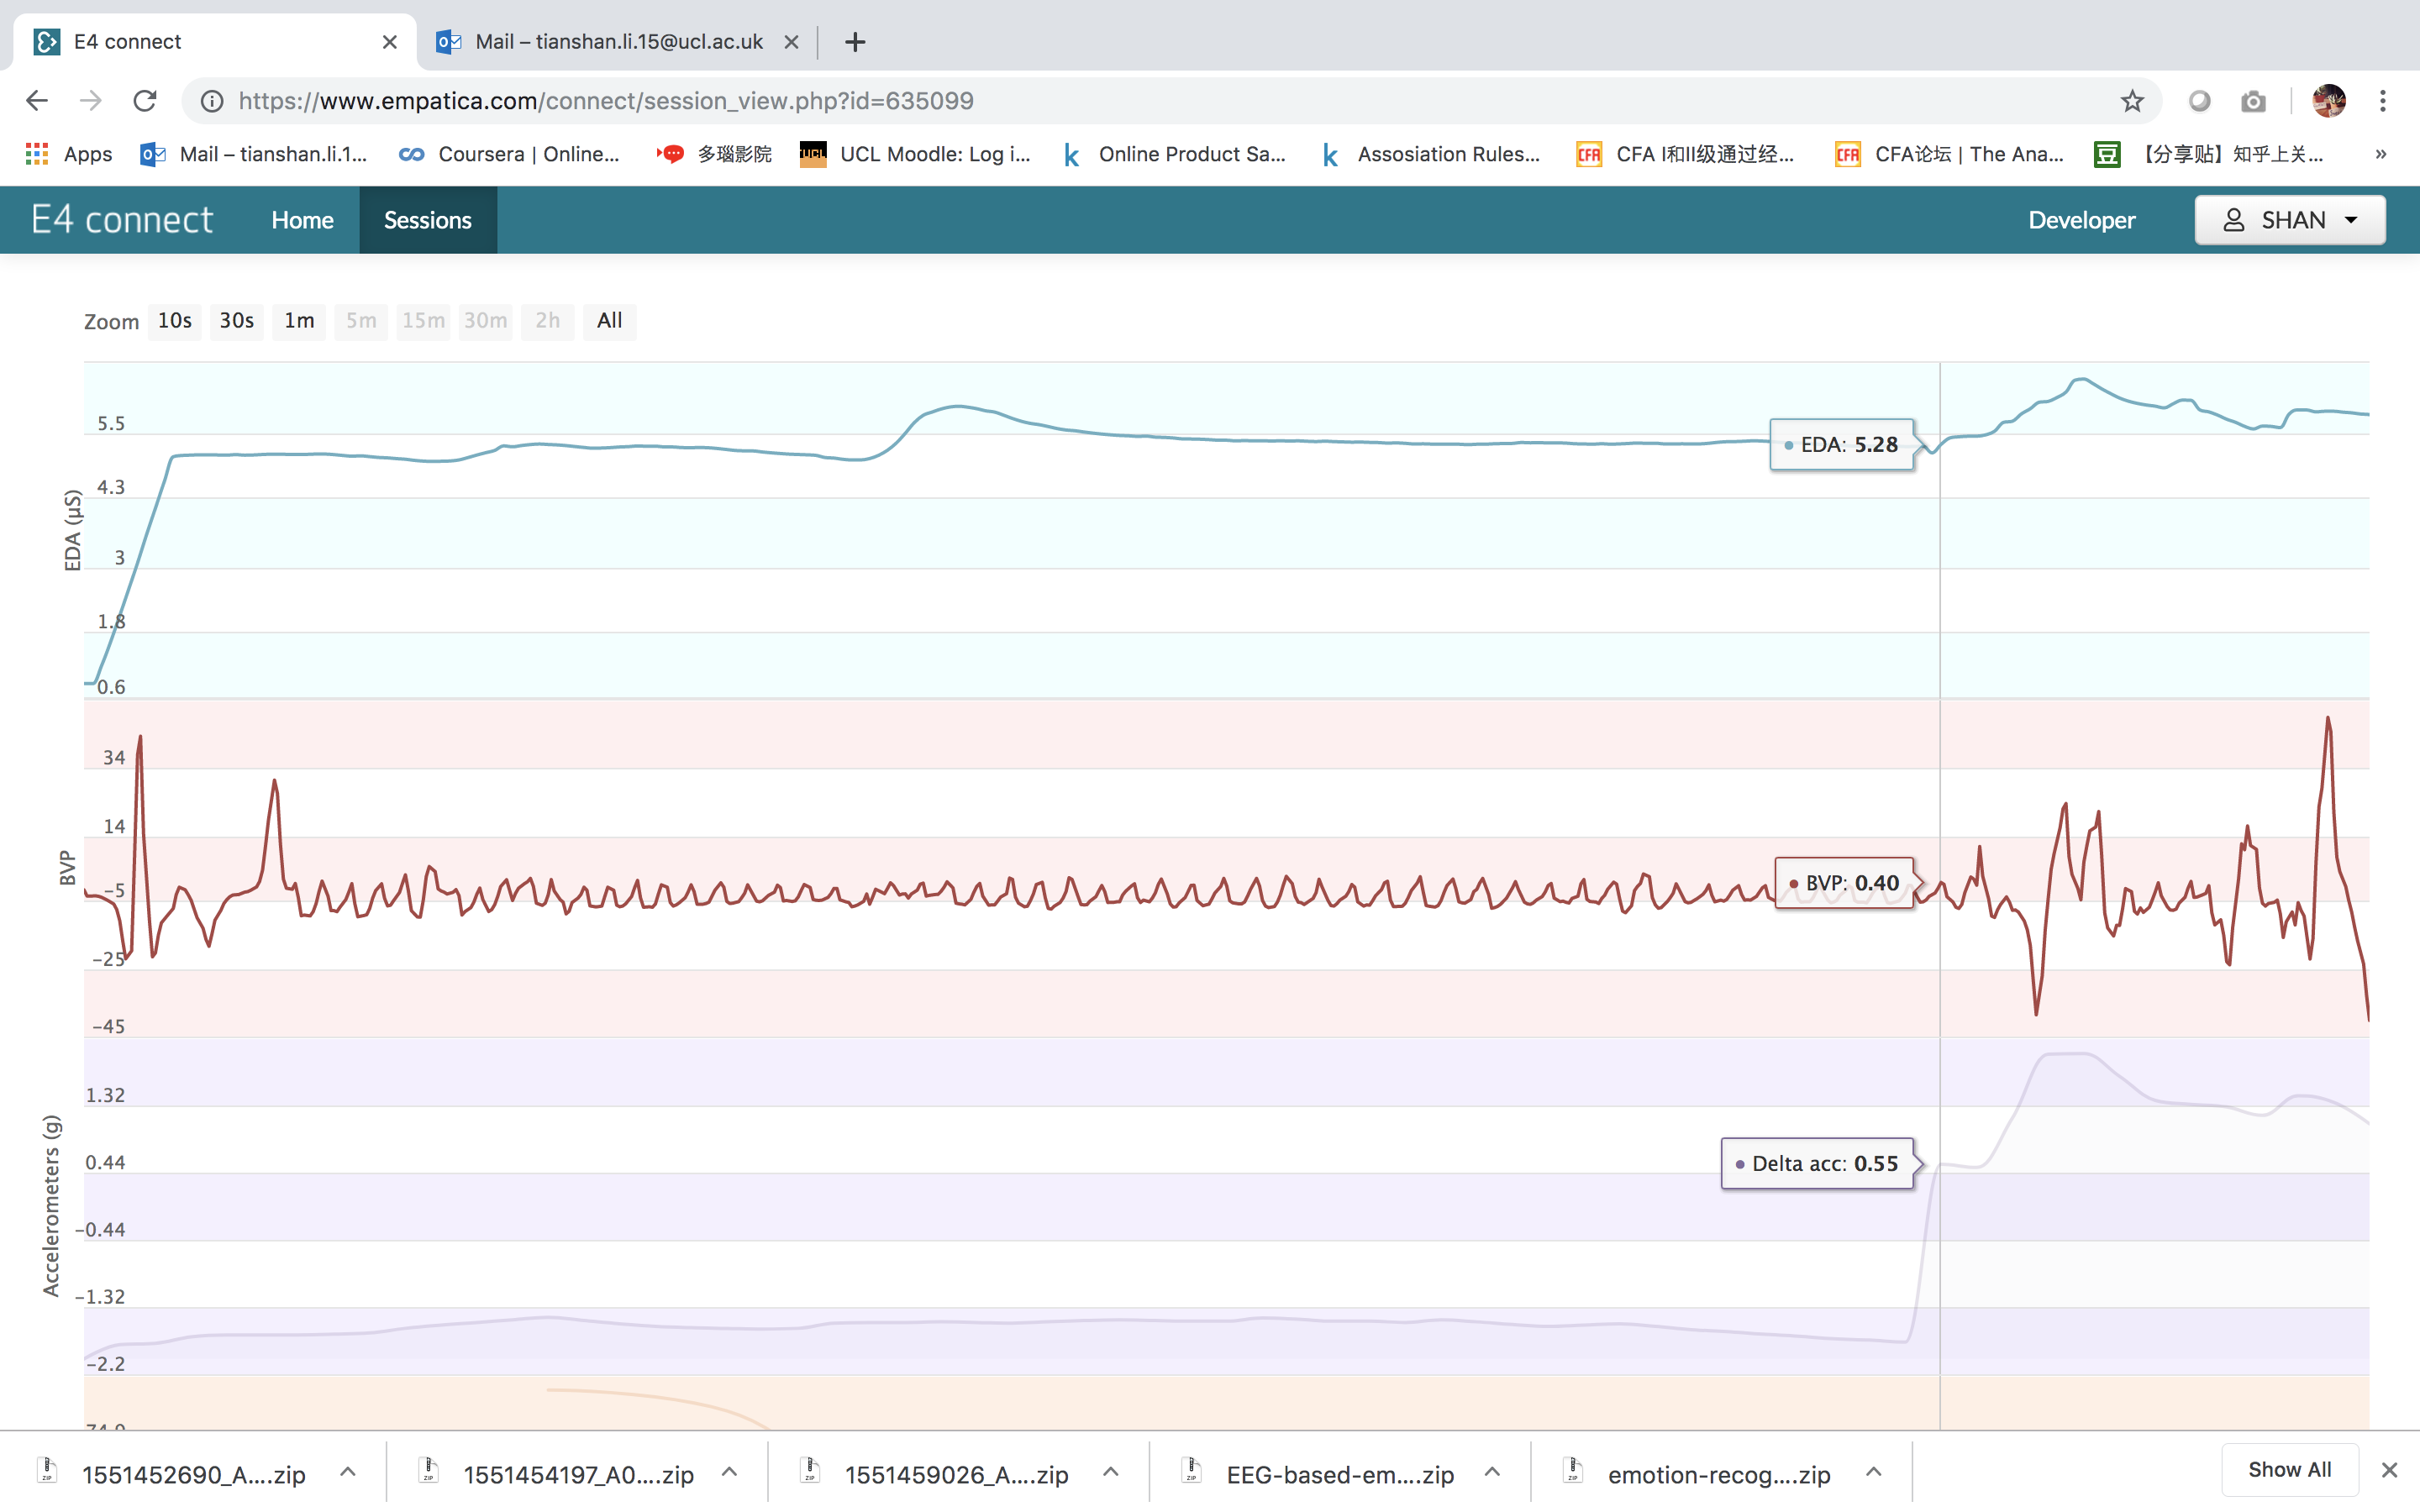 E4 connect
Mail – tianshan.li.15@ucl.ac.uk
https://www.empatica.com/connect/session_view.php?id=635099
Apps
Mail – tianshan.li.1...
Coursera | Online...
多瑙影院
UCL Moodle: Log i...
Online Product Sa...
Assosiation Rules...
CFA I和II级通过经...
CFA论坛 | The Ana...
【分享贴】知乎上关...
»
E4 connect
Home
Sessions
Developer
SHAN
Zoom 10s 30s 1m 5m 15m 30m 2h All
EDA (μS)
5.5
4.3
3
1.8
0.6
EDA: 5.28
BVP
34
14
−5
−25
−45
BVP: 0.40
Accelerometers (g)
1.32
0.44
−0.44
−1.32
−2.2
Delta acc: 0.55
1551452690_A....zip
1551454197_A0....zip
1551459026_A....zip
EEG-based-em....zip
emotion-recog....zip
Show All